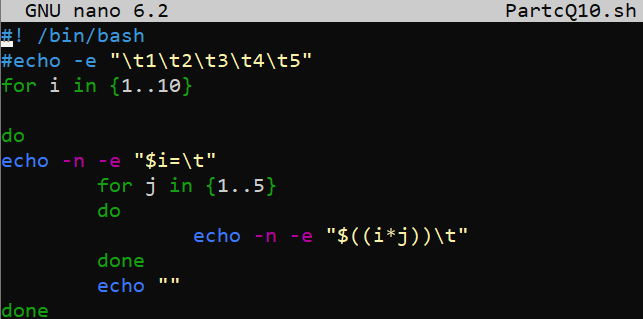 GNU nano 6.2 PartcQ10.sh
#! /bin/bash
#echo -e "\t1\t2\t3\t4\t5"
for i in {1..10}
do
echo -n -e "$i=\t"
for j in {1..5}
do
echo -n -e "$((i*j))\t"
done
echo ""
done